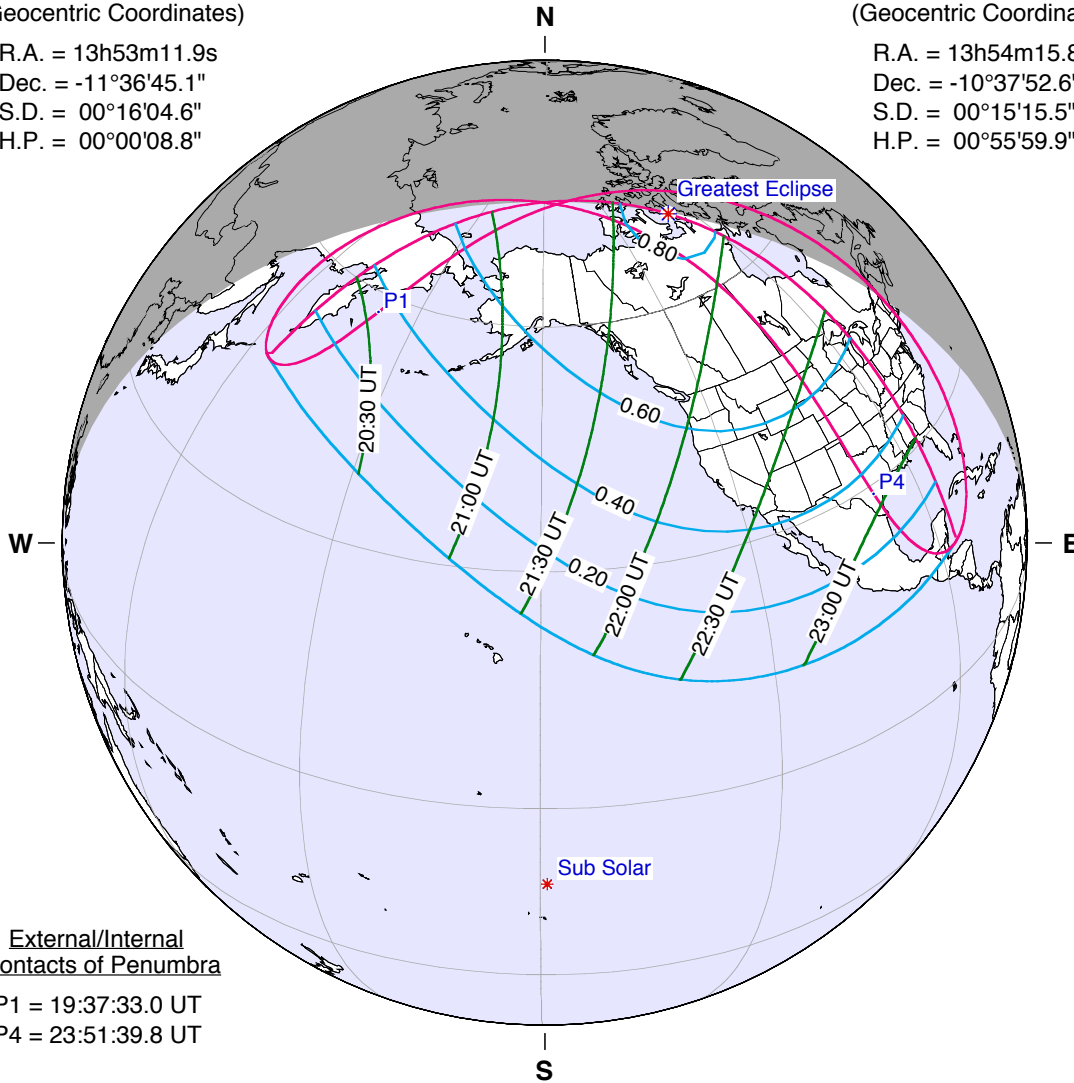 Geocentric Coordinates)
R.A. = 13h53m11.9s
Dec. = -11°36'45.1"
S.D. = 00°16'04.6"
H.P. = 00°00'08.8"
N
(Geocentric Coordina
R.A. = 13h54m15.8
Dec. = -10°37'52.6"
S.D. = 00°15'15.5"
H.P. = 00°55'59.9"
Greatest Eclipse
0.80
P1
0.60
20:30 UT
21:00 UT
0.40
P4
W
E
21:30 UT
0.20
22:00 UT
22:30 UT
23:00 UT
Sub Solar
External/Internal
ontacts of Penumbra
P1 = 19:37:33.0 UT
P4 = 23:51:39.8 UT
S